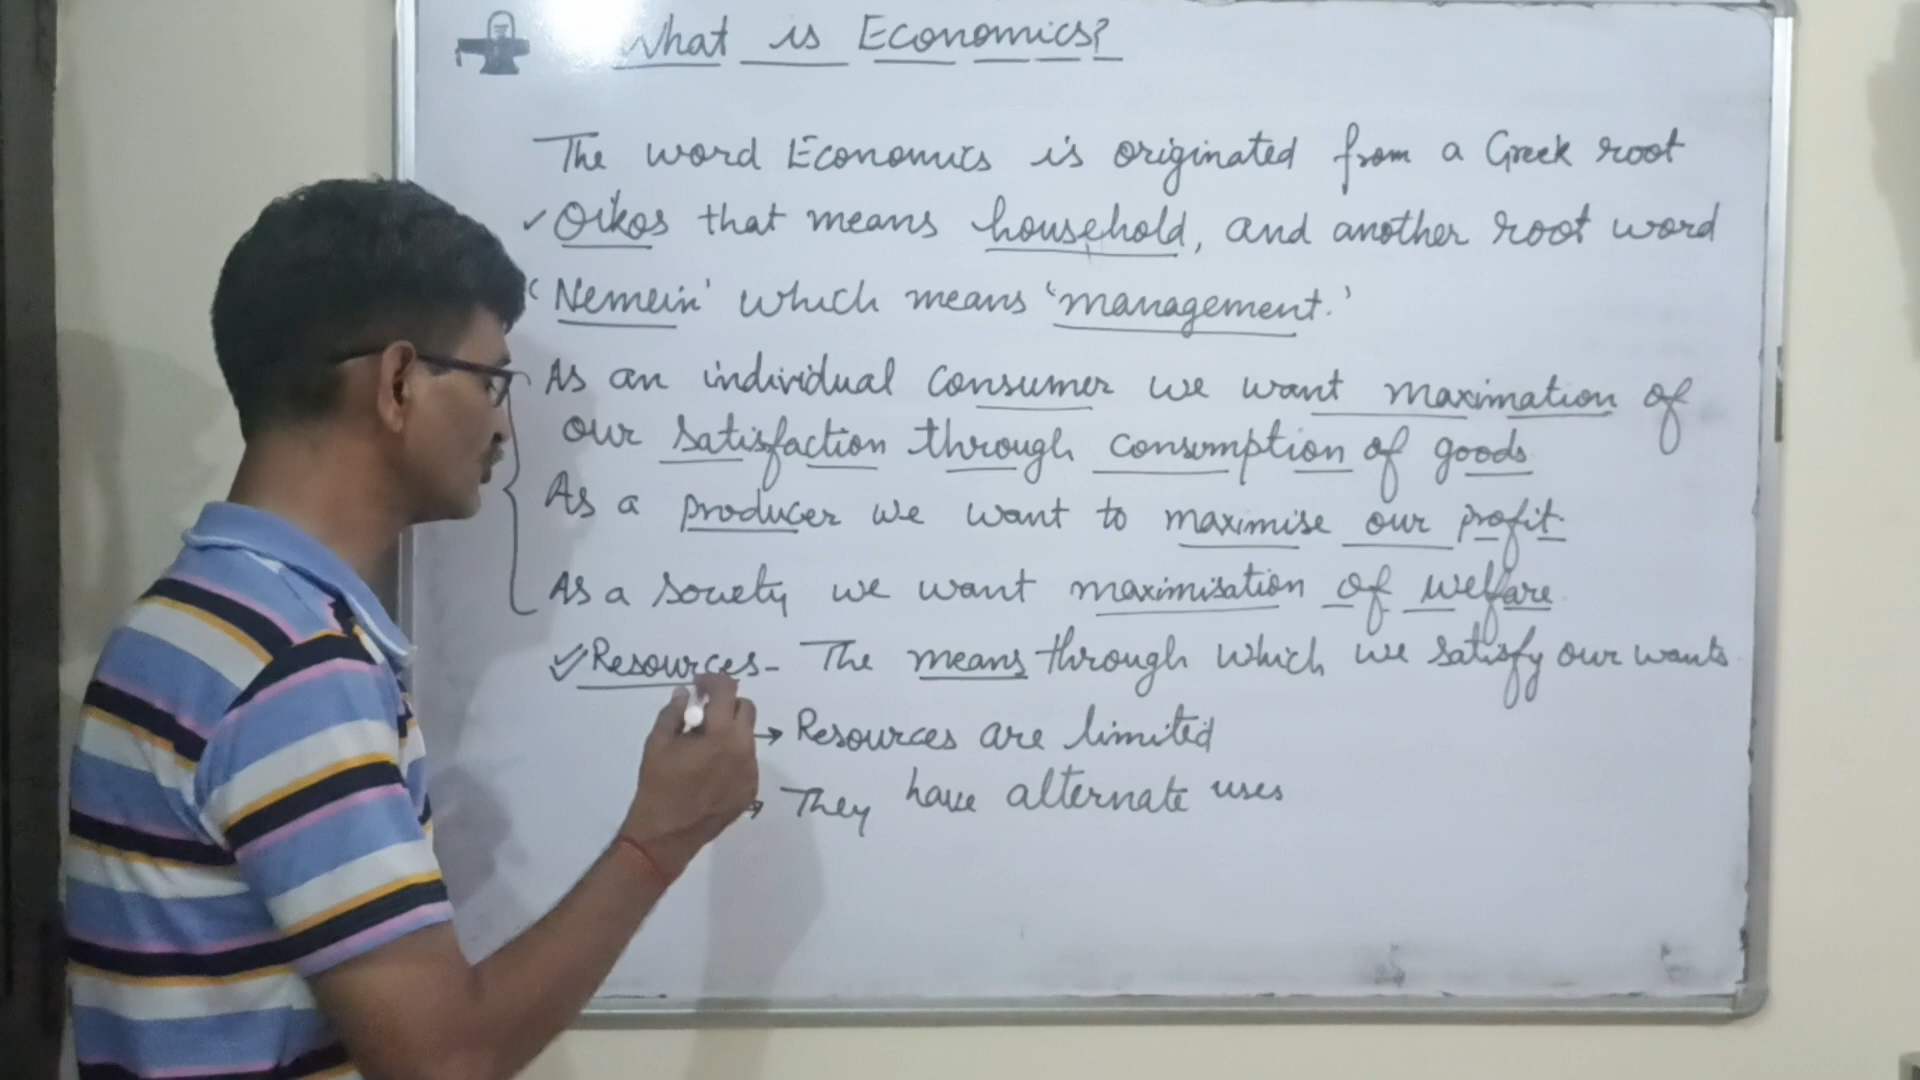 What is Economics?
The word Economics is originated from a Greek root
✓ Oikos that means household, and another root word
'Nemein' which means 'management.'
As an individual consumer we want maximation of
our satisfaction through consumption of goods
As a producer we want to maximise our profit.
As a society we want maximisation of welfare
✓ Resources - The means through which we satisfy our wants
→ Resources are limited
→ They have alternate uses